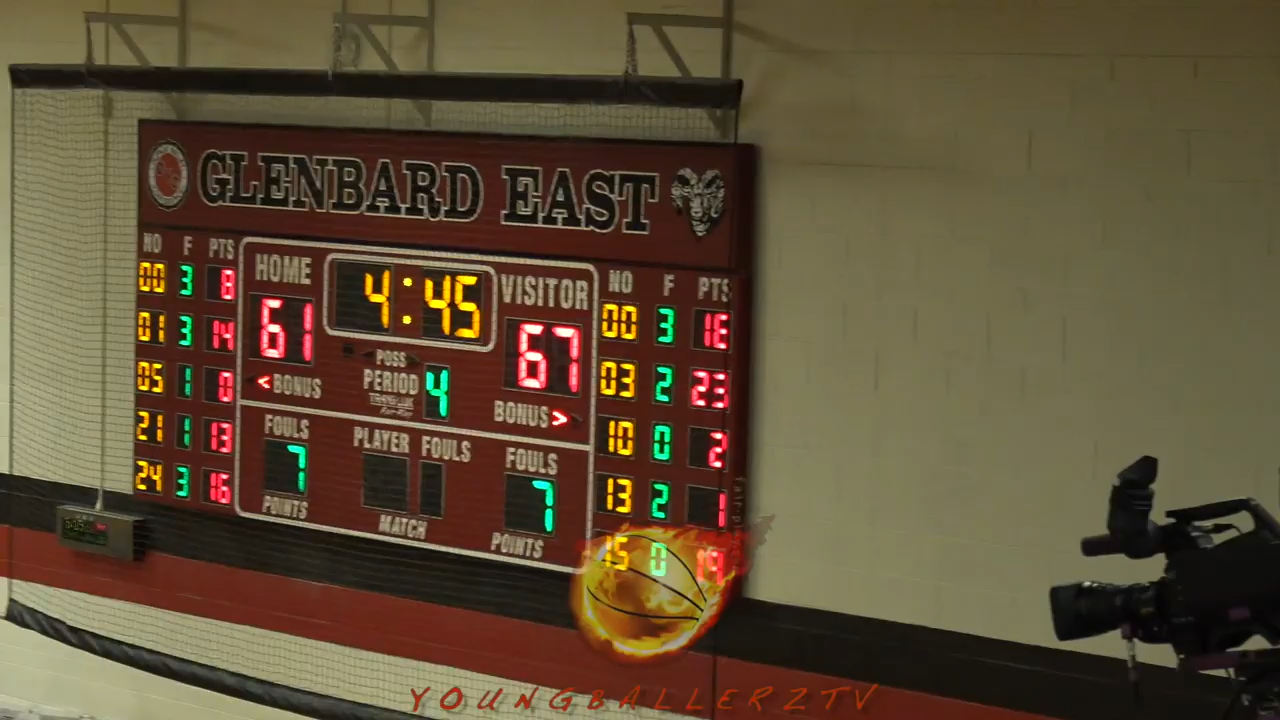 GLENBARD EAST
NO F PTS
00 3 8
01 3 14
05 1 0
21 1 13
24 3 16
HOME
61
<BONUS
4:45
POSS
PERIOD 4
VISITOR
67
BONUS>
FOULS
7
POINTS
PLAYER FOULS
MATCH
FOULS
7
POINTS
NO F PTS
00 3 18
03 2 23
10 0 2
13 2 1
15 0 19
YOUNGBALLERZTV